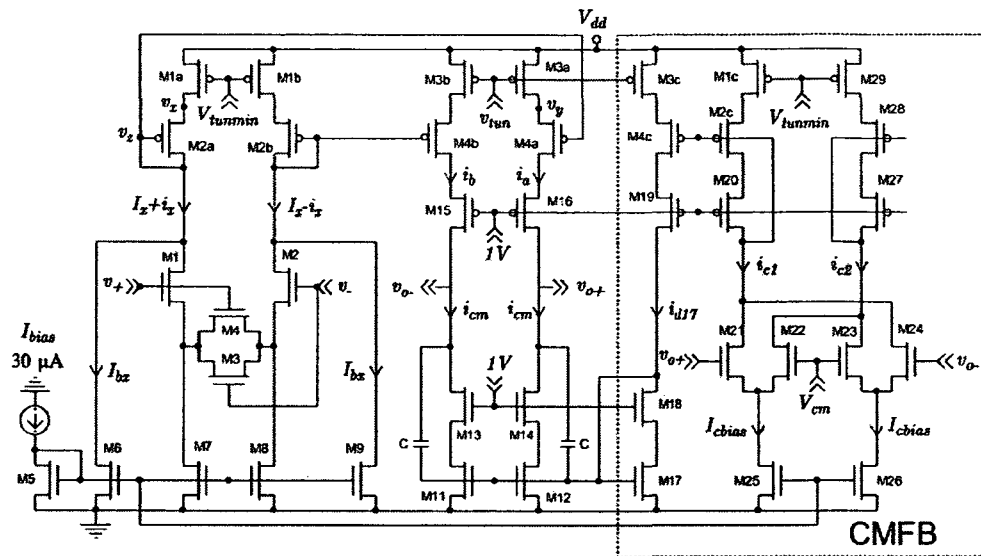 V_dd
M1a
M1b
M3b
M3a
M3c
M1c
M29
v_x
V_tunmin
v_tun
v_y
V_tunmin
M2c
M28
v_z
M2a
M2b
M4b
M4a
M4c
i_b
i_a
M20
M27
I_x+i_x
I_x-i_x
M15
M16
M19
1V
M1
M2
i_c1
i_c2
v_+
v_-
v_o-
v_o+
i_cm
i_cm
i_d17
M4
M3
M21
M22
M23
M24
I_bias
30 μA
I_bx
I_bx
1V
v_o+
v_o-
V_cm
M18
M13
M14
C
C
I_cbias
I_cbias
M5
M6
M7
M8
M9
M11
M12
M17
M25
M26
CMFB